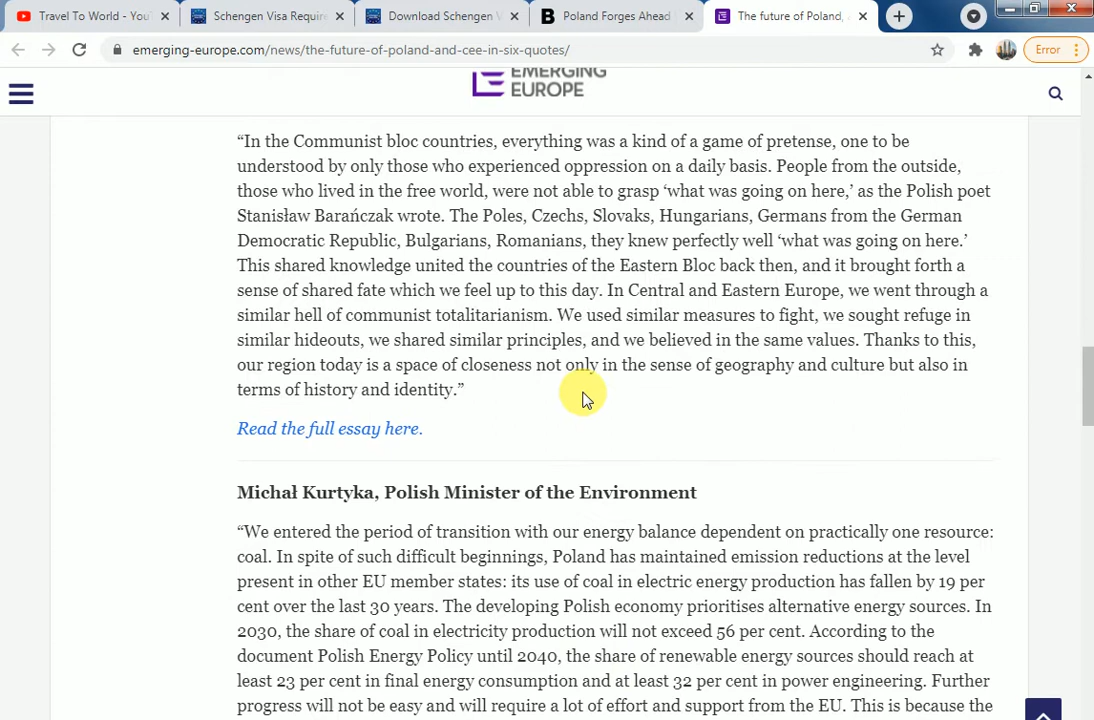 Travel To World - You
Schengen Visa Require
Download Schengen V
Poland Forges Ahead
The future of Poland,
emerging-europe.com/news/the-future-of-poland-and-cee-in-six-quotes/
Error
EMERGING
EUROPE
“In the Communist bloc countries, everything was a kind of a game of pretense, one to be
understood by only those who experienced oppression on a daily basis. People from the outside,
those who lived in the free world, were not able to grasp ‘what was going on here,’ as the Polish poet
Stanisław Barańczak wrote. The Poles, Czechs, Slovaks, Hungarians, Germans from the German
Democratic Republic, Bulgarians, Romanians, they knew perfectly well ‘what was going on here.’
This shared knowledge united the countries of the Eastern Bloc back then, and it brought forth a
sense of shared fate which we feel up to this day. In Central and Eastern Europe, we went through a
similar hell of communist totalitarianism. We used similar measures to fight, we sought refuge in
similar hideouts, we shared similar principles, and we believed in the same values. Thanks to this,
our region today is a space of closeness not only in the sense of geography and culture but also in
terms of history and identity.”
Read the full essay here.
Michał Kurtyka, Polish Minister of the Environment
“We entered the period of transition with our energy balance dependent on practically one resource:
coal. In spite of such difficult beginnings, Poland has maintained emission reductions at the level
present in other EU member states: its use of coal in electric energy production has fallen by 19 per
cent over the last 30 years. The developing Polish economy prioritises alternative energy sources. In
2030, the share of coal in electricity production will not exceed 56 per cent. According to the
document Polish Energy Policy until 2040, the share of renewable energy sources should reach at
least 23 per cent in final energy consumption and at least 32 per cent in power engineering. Further
progress will not be easy and will require a lot of effort and support from the EU. This is because the